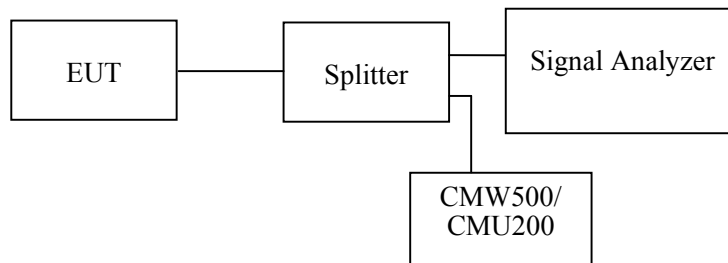 EUT
Splitter
Signal Analyzer
CMW500/
CMU200